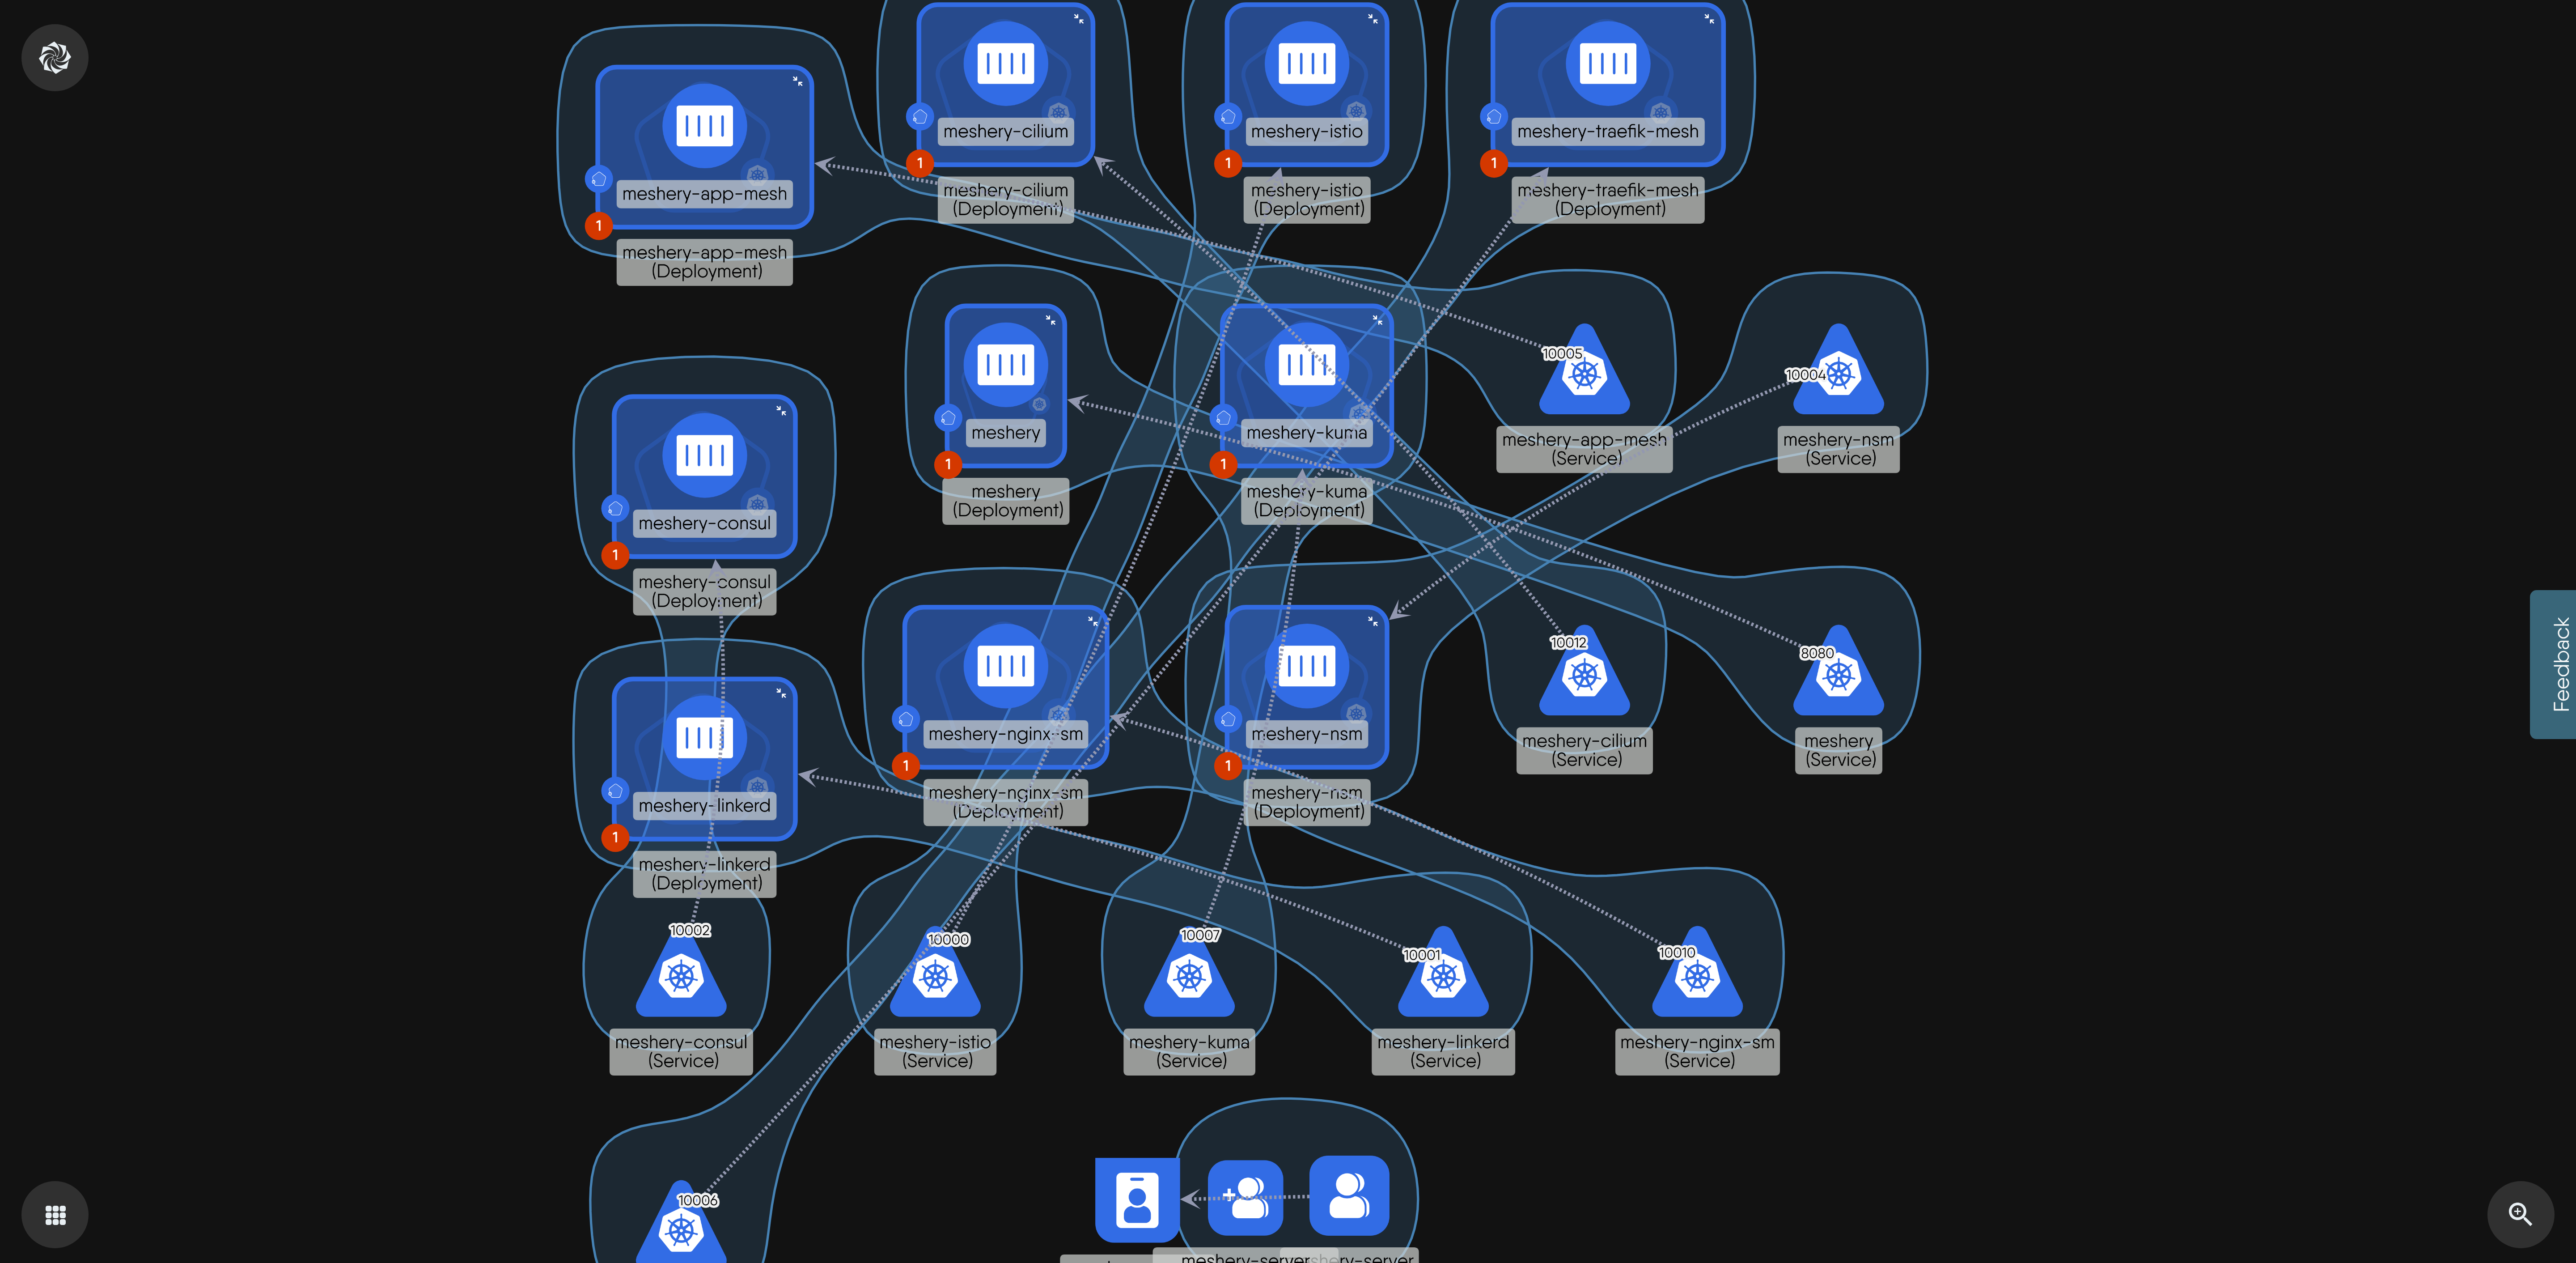 meshery-cilium
meshery-istio
meshery-traefik-mesh
1
1
1
meshery-cilium
(Deployment)
meshery-istio
(Deployment)
meshery-traefik-mesh
(Deployment)
meshery-app-mesh
1
meshery-app-mesh
(Deployment)
10005
10004
meshery
meshery-kuma
meshery-app-mesh
(Service)
meshery-nsm
(Service)
1
1
meshery
(Deployment)
meshery-kuma
(Deployment)
meshery-consul
1
meshery-consul
(Deployment)
10012
8080
Feedback
meshery-nginx-sm
meshery-nsm
meshery-cilium
(Service)
meshery
(Service)
1
1
meshery-nginx-sm
(Deployment)
meshery-nsm
(Deployment)
meshery-linkerd
1
meshery-linkerd
(Deployment)
10002
10000
10007
10001
10010
meshery-consul
(Service)
meshery-istio
(Service)
meshery-kuma
(Service)
meshery-linkerd
(Service)
meshery-nginx-sm
(Service)
10006
meshery-server